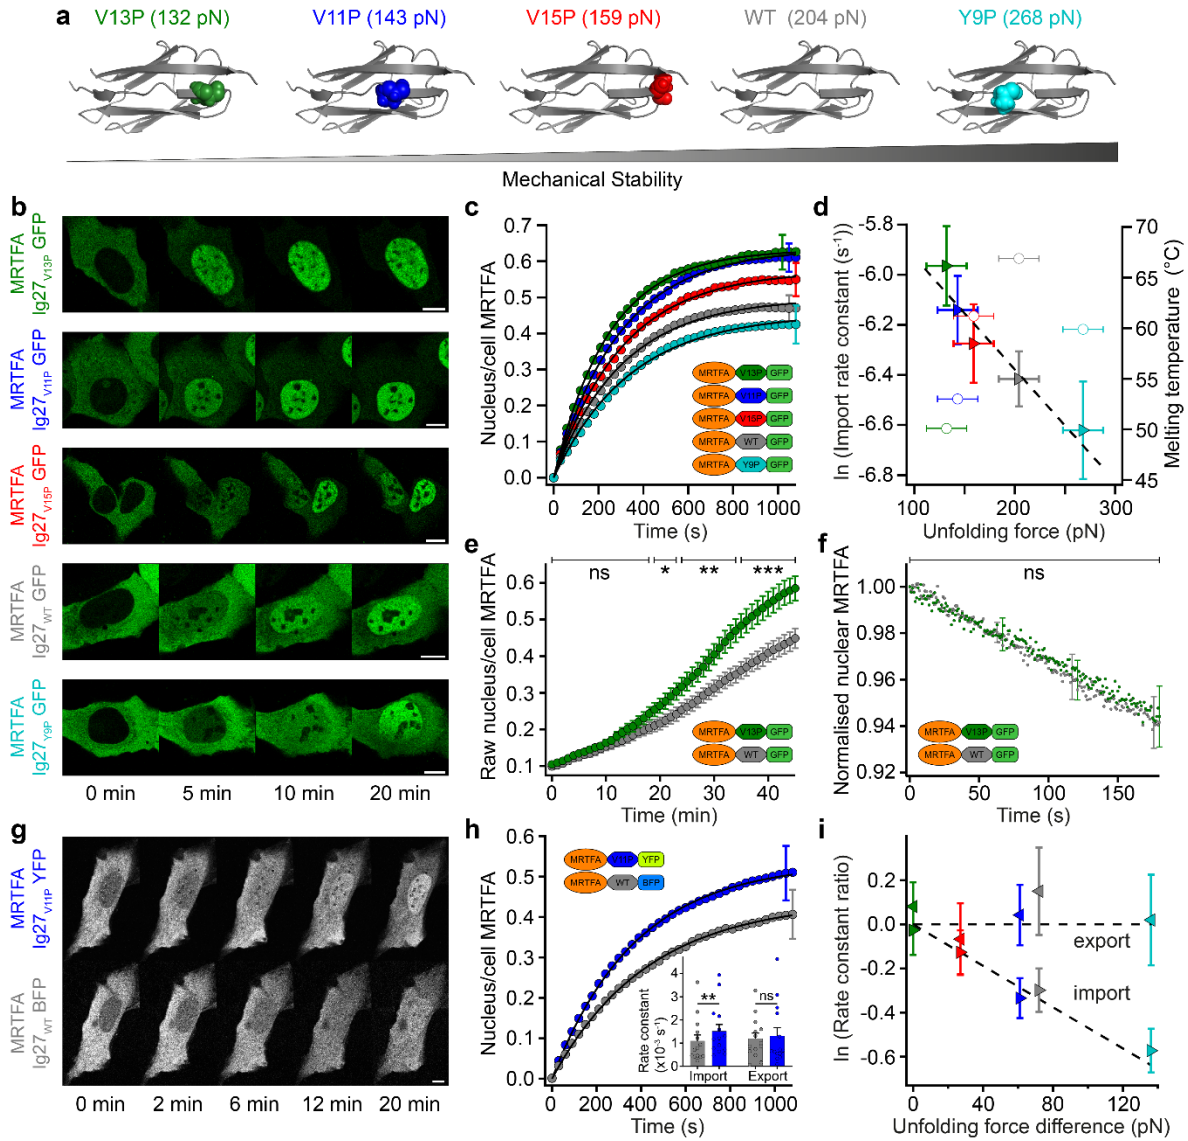 a
V13P (132 pN)
V11P (143 pN)
V15P (159 pN)
WT (204 pN)
Y9P (268 pN)
Mechanical Stability
b
MRTFA
Ig27V13P GFP
MRTFA
Ig27V11P GFP
MRTFA
Ig27V15P GFP
MRTFA
Ig27WT GFP
MRTFA
Ig27Y9P GFP
0 min
5 min
10 min
20 min
c
Nucleus/cell MRTFA
0.7
0.6
0.5
0.4
0.3
0.2
0.1
0.0
0 200 400 600 800 1000
Time (s)
MRTFA V13P GFP
MRTFA V11P GFP
MRTFA V15P GFP
MRTFA WT GFP
MRTFA Y9P GFP
d
ln (Import rate constant (s⁻¹))
-5.8
-6.0
-6.2
-6.4
-6.6
-6.8
100 150 200 250 300
Unfolding force (pN)
70
65
60
55
50
45
Melting temperature (°C)
e
Raw nucleus/cell MRTFA
ns * ** ***
0.6
0.5
0.4
0.3
0.2
0.1
0 10 20 30 40
Time (min)
MRTFA V13P GFP
MRTFA WT GFP
f
Normalised nuclear MRTFA
ns
1.00
0.98
0.96
0.94
0.92
0 50 100 150
Time (s)
MRTFA V13P GFP
MRTFA WT GFP
g
MRTFA
Ig27V11P YFP
MRTFA
Ig27WT BFP
0 min
2 min
6 min
12 min
20 min
h
Nucleus/cell MRTFA
0.6
0.5
0.4
0.3
0.2
0.1
0.0
0 200 400 600 800 1000
Time (s)
MRTFA V11P YFP
MRTFA WT BFP
Rate constant
(x10⁻³ s⁻¹)
4
3
2
1
0
** ns
Import Export
i
ln (Rate constant ratio)
0.2
0.0
-0.2
-0.4
-0.6
export
import
0 40 80 120
Unfolding force difference (pN)